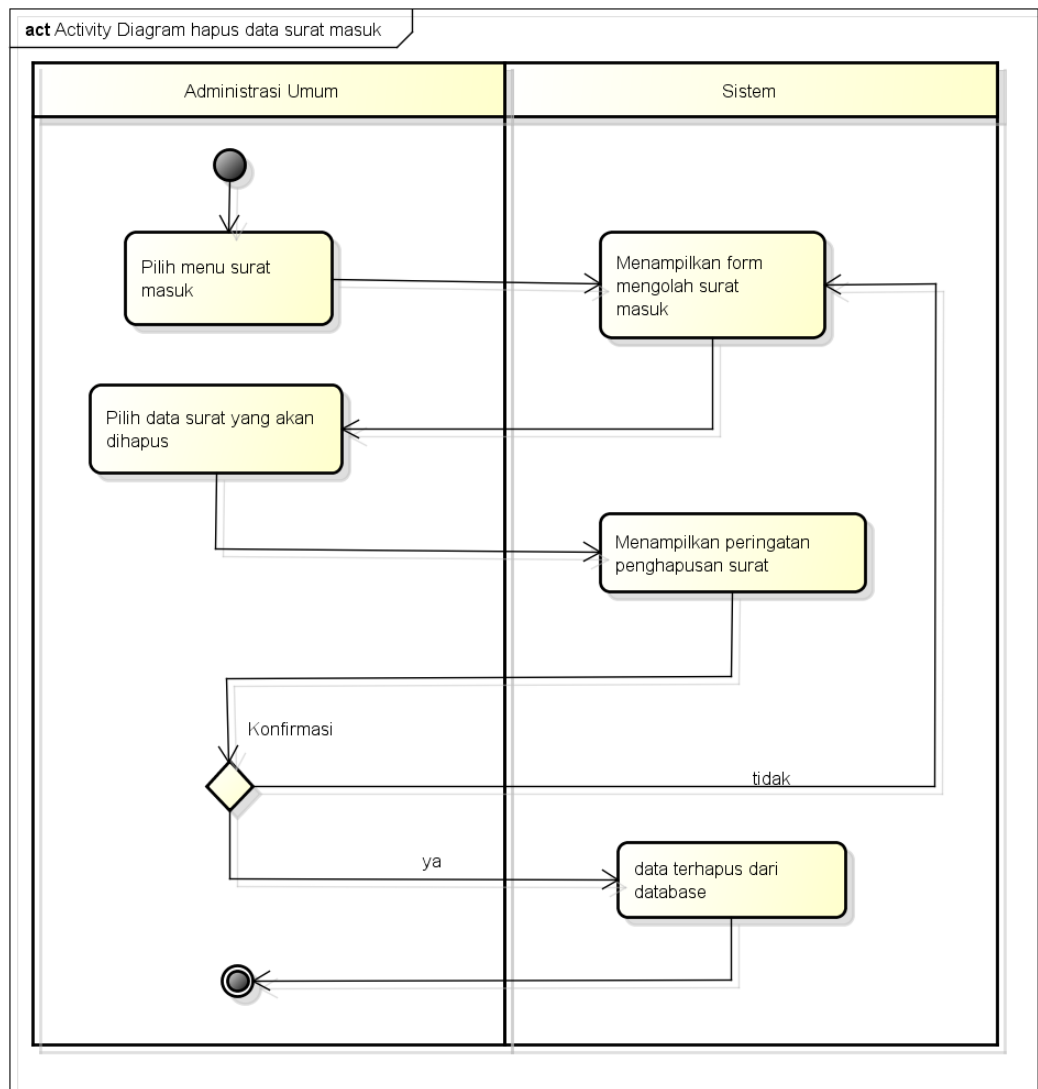 act Activity Diagram hapus data surat masuk
Administrasi Umum
Sistem
Pilih menu surat
masuk
Menampilkan form
mengolah surat
masuk
Pilih data surat yang akan
dihapus
Menampilkan peringatan
penghapusan surat
Konfirmasi
tidak
ya
data terhapus dari
database